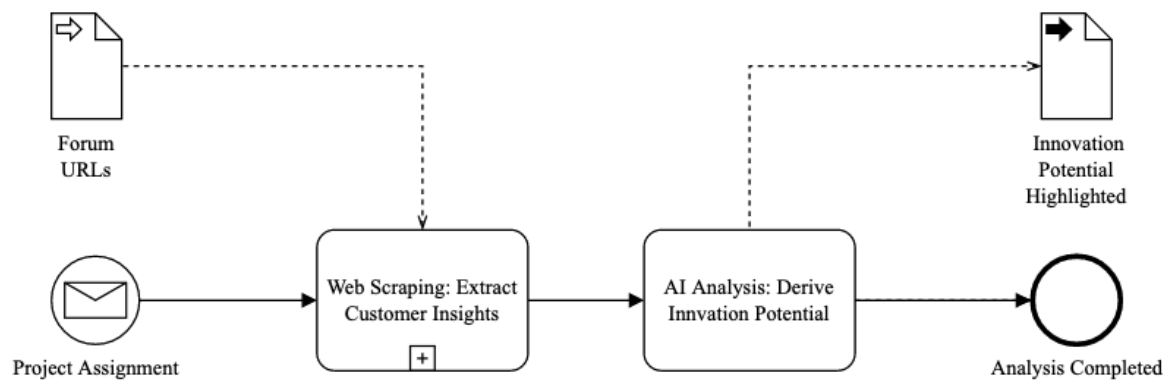 Forum
URLs
Innovation
Potential
Highlighted
Web Scraping: Extract
Customer Insights
AI Analysis: Derive
Innvation Potential
Project Assignment
Analysis Completed